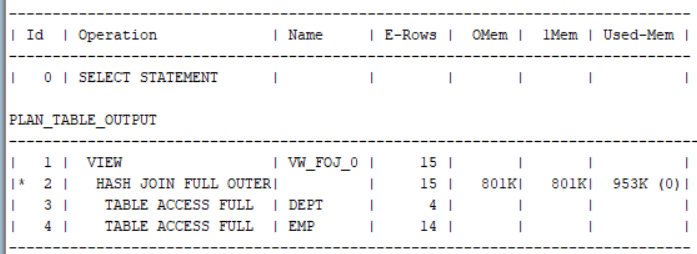 | Id | Operation | Name | E-Rows | OMem | 1Mem | Used-Mem |
| 0 | SELECT STATEMENT | | | | | |
PLAN_TABLE_OUTPUT
| 1 | VIEW | VW_FOJ_0 | 15 | | | |
|* 2 | HASH JOIN FULL OUTER| | 15 | 801K| 801K| 953K (0)|
| 3 | TABLE ACCESS FULL | DEPT | 4 | | | |
| 4 | TABLE ACCESS FULL | EMP | 14 | | | |